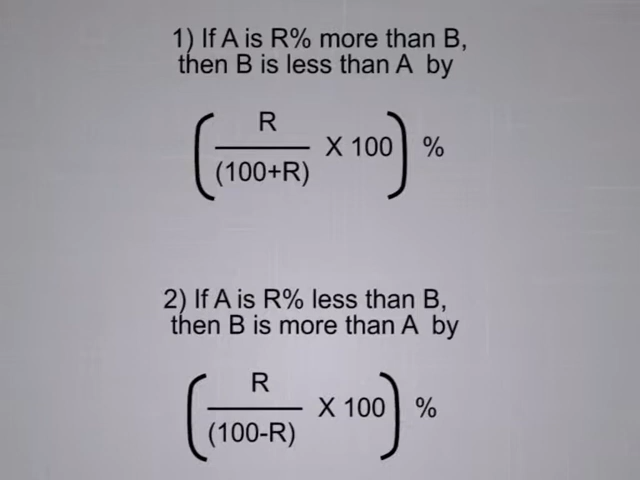 1) If A is R% more than B,
then B is less than A by
R
(100+R)
X 100
%
2) If A is R% less than B,
then B is more than A by
R
(100-R)
X 100
%